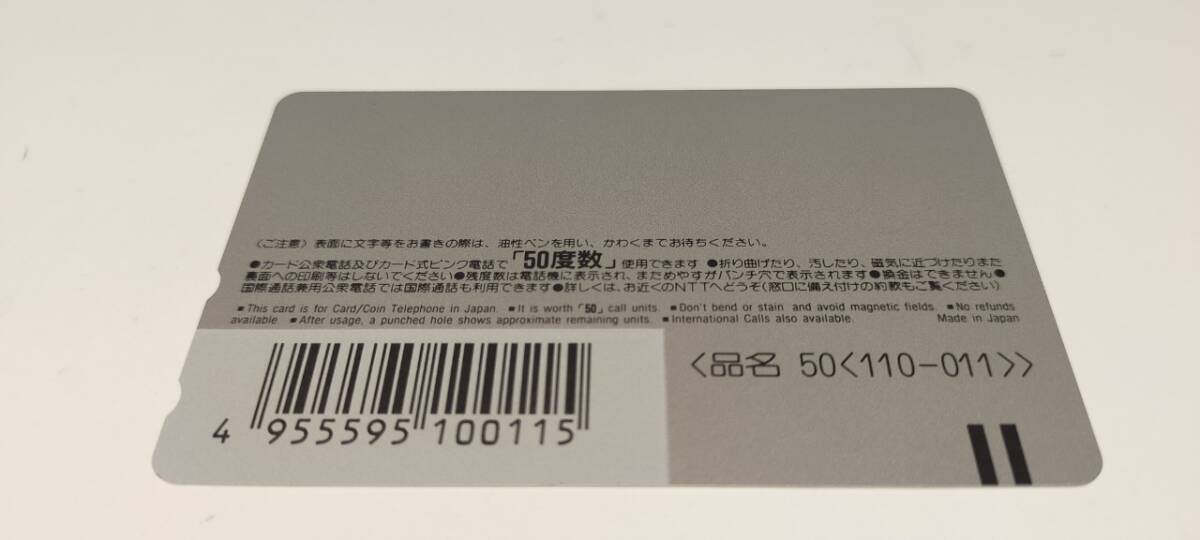 〈ご注意〉表面に文字等をお書きの際は、油性ペンを用い、かわくまでお待ちください。
●カード公衆電話及びカード式ピンク電話で「50度数」使用できます ●折り曲げたり、汚したり、磁気に近づけたりまた
裏面への印刷等はしないでください●残度数は電話機に表示され、まためやすがパンチ穴で表示されます●換金はできません●
国際通話兼用公衆電話では国際通話も利用できます●詳しくは、お近くのNTTへどうぞ(窓口に備え付けの約款もご覧ください)
■This card is for Card/Coin Telephone in Japan. ■It is worth「50」call units. ■Don't bend or stain and avoid magnetic fields. ■No refunds
available. ■After usage, a punched hole shows approximate remaining units. ■International Calls also available. Made in Japan
〈品名 50〈110-011〉〉
4 955595 100115